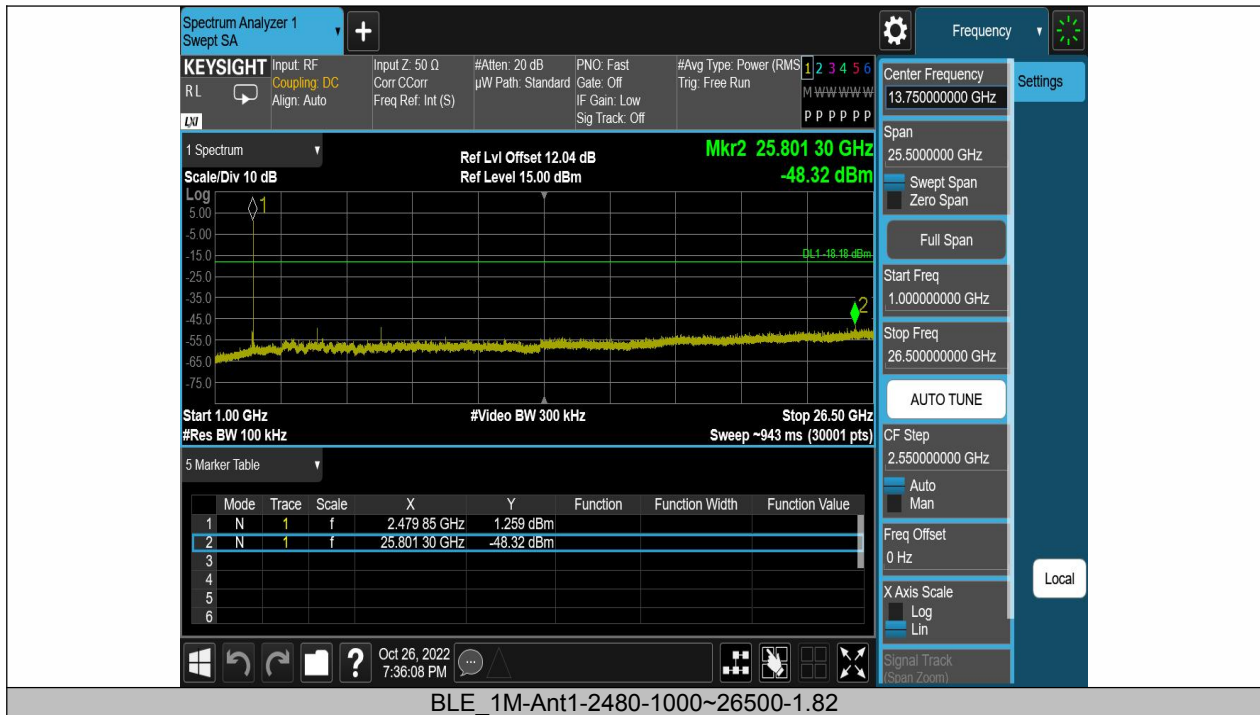 Spectrum Analyzer 1
Swept SA
+
Frequency
KEYSIGHT
RL
LXI
Input: RF
Coupling: DC
Align: Auto
Input Z: 50 Ω
Corr CCorr
Freq Ref: Int (S)
#Atten: 20 dB
µW Path: Standard
PNO: Fast
Gate: Off
IF Gain: Low
Sig Track: Off
#Avg Type: Power (RMS
Trig: Free Run
1 2 3 4 5 6
M W W W W W
P P P P P P
1 Spectrum
Scale/Div 10 dB
Ref Lvl Offset 12.04 dB
Ref Level 15.00 dBm
Mkr2 25.801 30 GHz
-48.32 dBm
Log
5.00
-5.00
-15.0
-25.0
-35.0
-45.0
-55.0
-65.0
-75.0
1
DL1 -18.18 dBm
2
Start 1.00 GHz
#Video BW 300 kHz
Stop 26.50 GHz
#Res BW 100 kHz
Sweep ~943 ms (30001 pts)
5 Marker Table
Mode Trace Scale X Y Function Function Width Function Value
1 N 1 f 2.479 85 GHz 1.259 dBm
2 N 1 f 25.801 30 GHz -48.32 dBm
3
4
5
6
?
Oct 26, 2022
7:36:08 PM
Center Frequency
13.750000000 GHz
Settings
Span
25.5000000 GHz
Swept Span
Zero Span
Full Span
Start Freq
1.000000000 GHz
Stop Freq
26.500000000 GHz
AUTO TUNE
CF Step
2.550000000 GHz
Auto
Man
Freq Offset
0 Hz
X Axis Scale
Log
Lin
Local
Signal Track
(Span Zoom)
BLE_1M-Ant1-2480-1000~26500-1.82